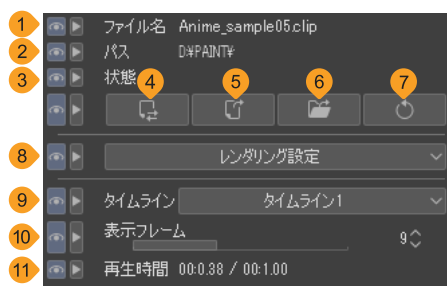 1 ファイル名 Anime_sample05.clip
2 パス D:¥PAINT¥
3 状態
4 5 6 7
8 レンダリング設定
9 タイムライン タイムライン1
10 表示フレーム 9
11 再生時間 00:0.38 / 00:1.00